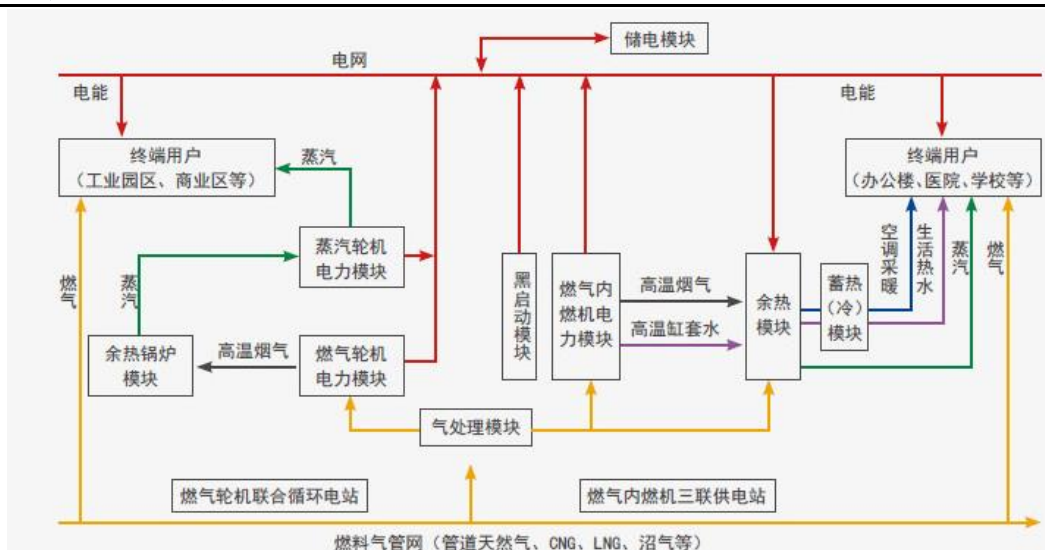 储电模块
电网
电能
电能
终端用户
（工业园区、商业区等）
蒸汽
终端用户
（办公楼、医院、学校等）
蒸汽轮机
电力模块
黑启动模块
燃气内
燃机电
力模块
高温烟气
高温缸套水
余热
模块
蓄热
（冷）
模块
空调采暖
生活热水
蒸汽
燃气
燃气
蒸汽
余热锅炉
模块
高温烟气
燃气轮机
电力模块
气处理模块
燃气轮机联合循环电站
燃气内燃机三联供电站
燃料气管网（管道天然气、CNG、LNG、沼气等）